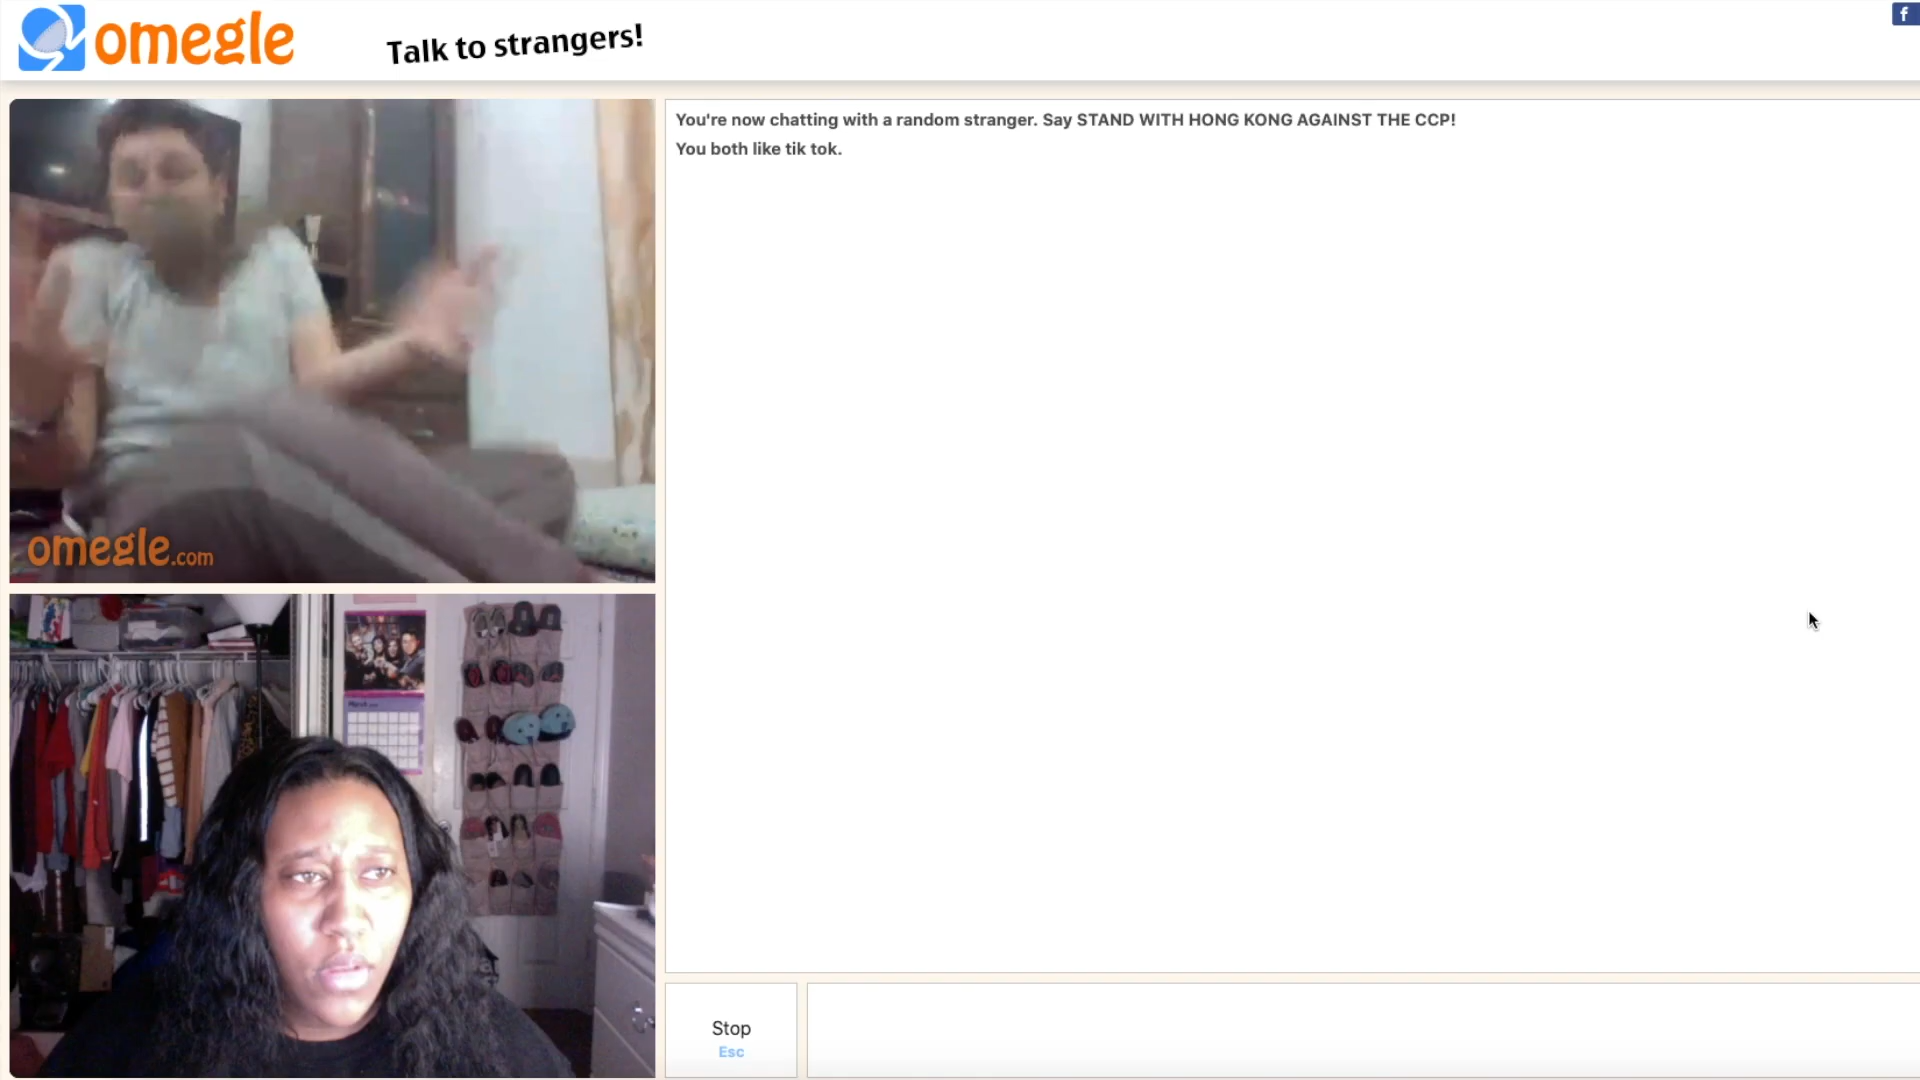 omegle
Talk to strangers!
f
You're now chatting with a random stranger. Say STAND WITH HONG KONG AGAINST THE CCP!
You both like tik tok.
omegle.com
March
Stop
Esc